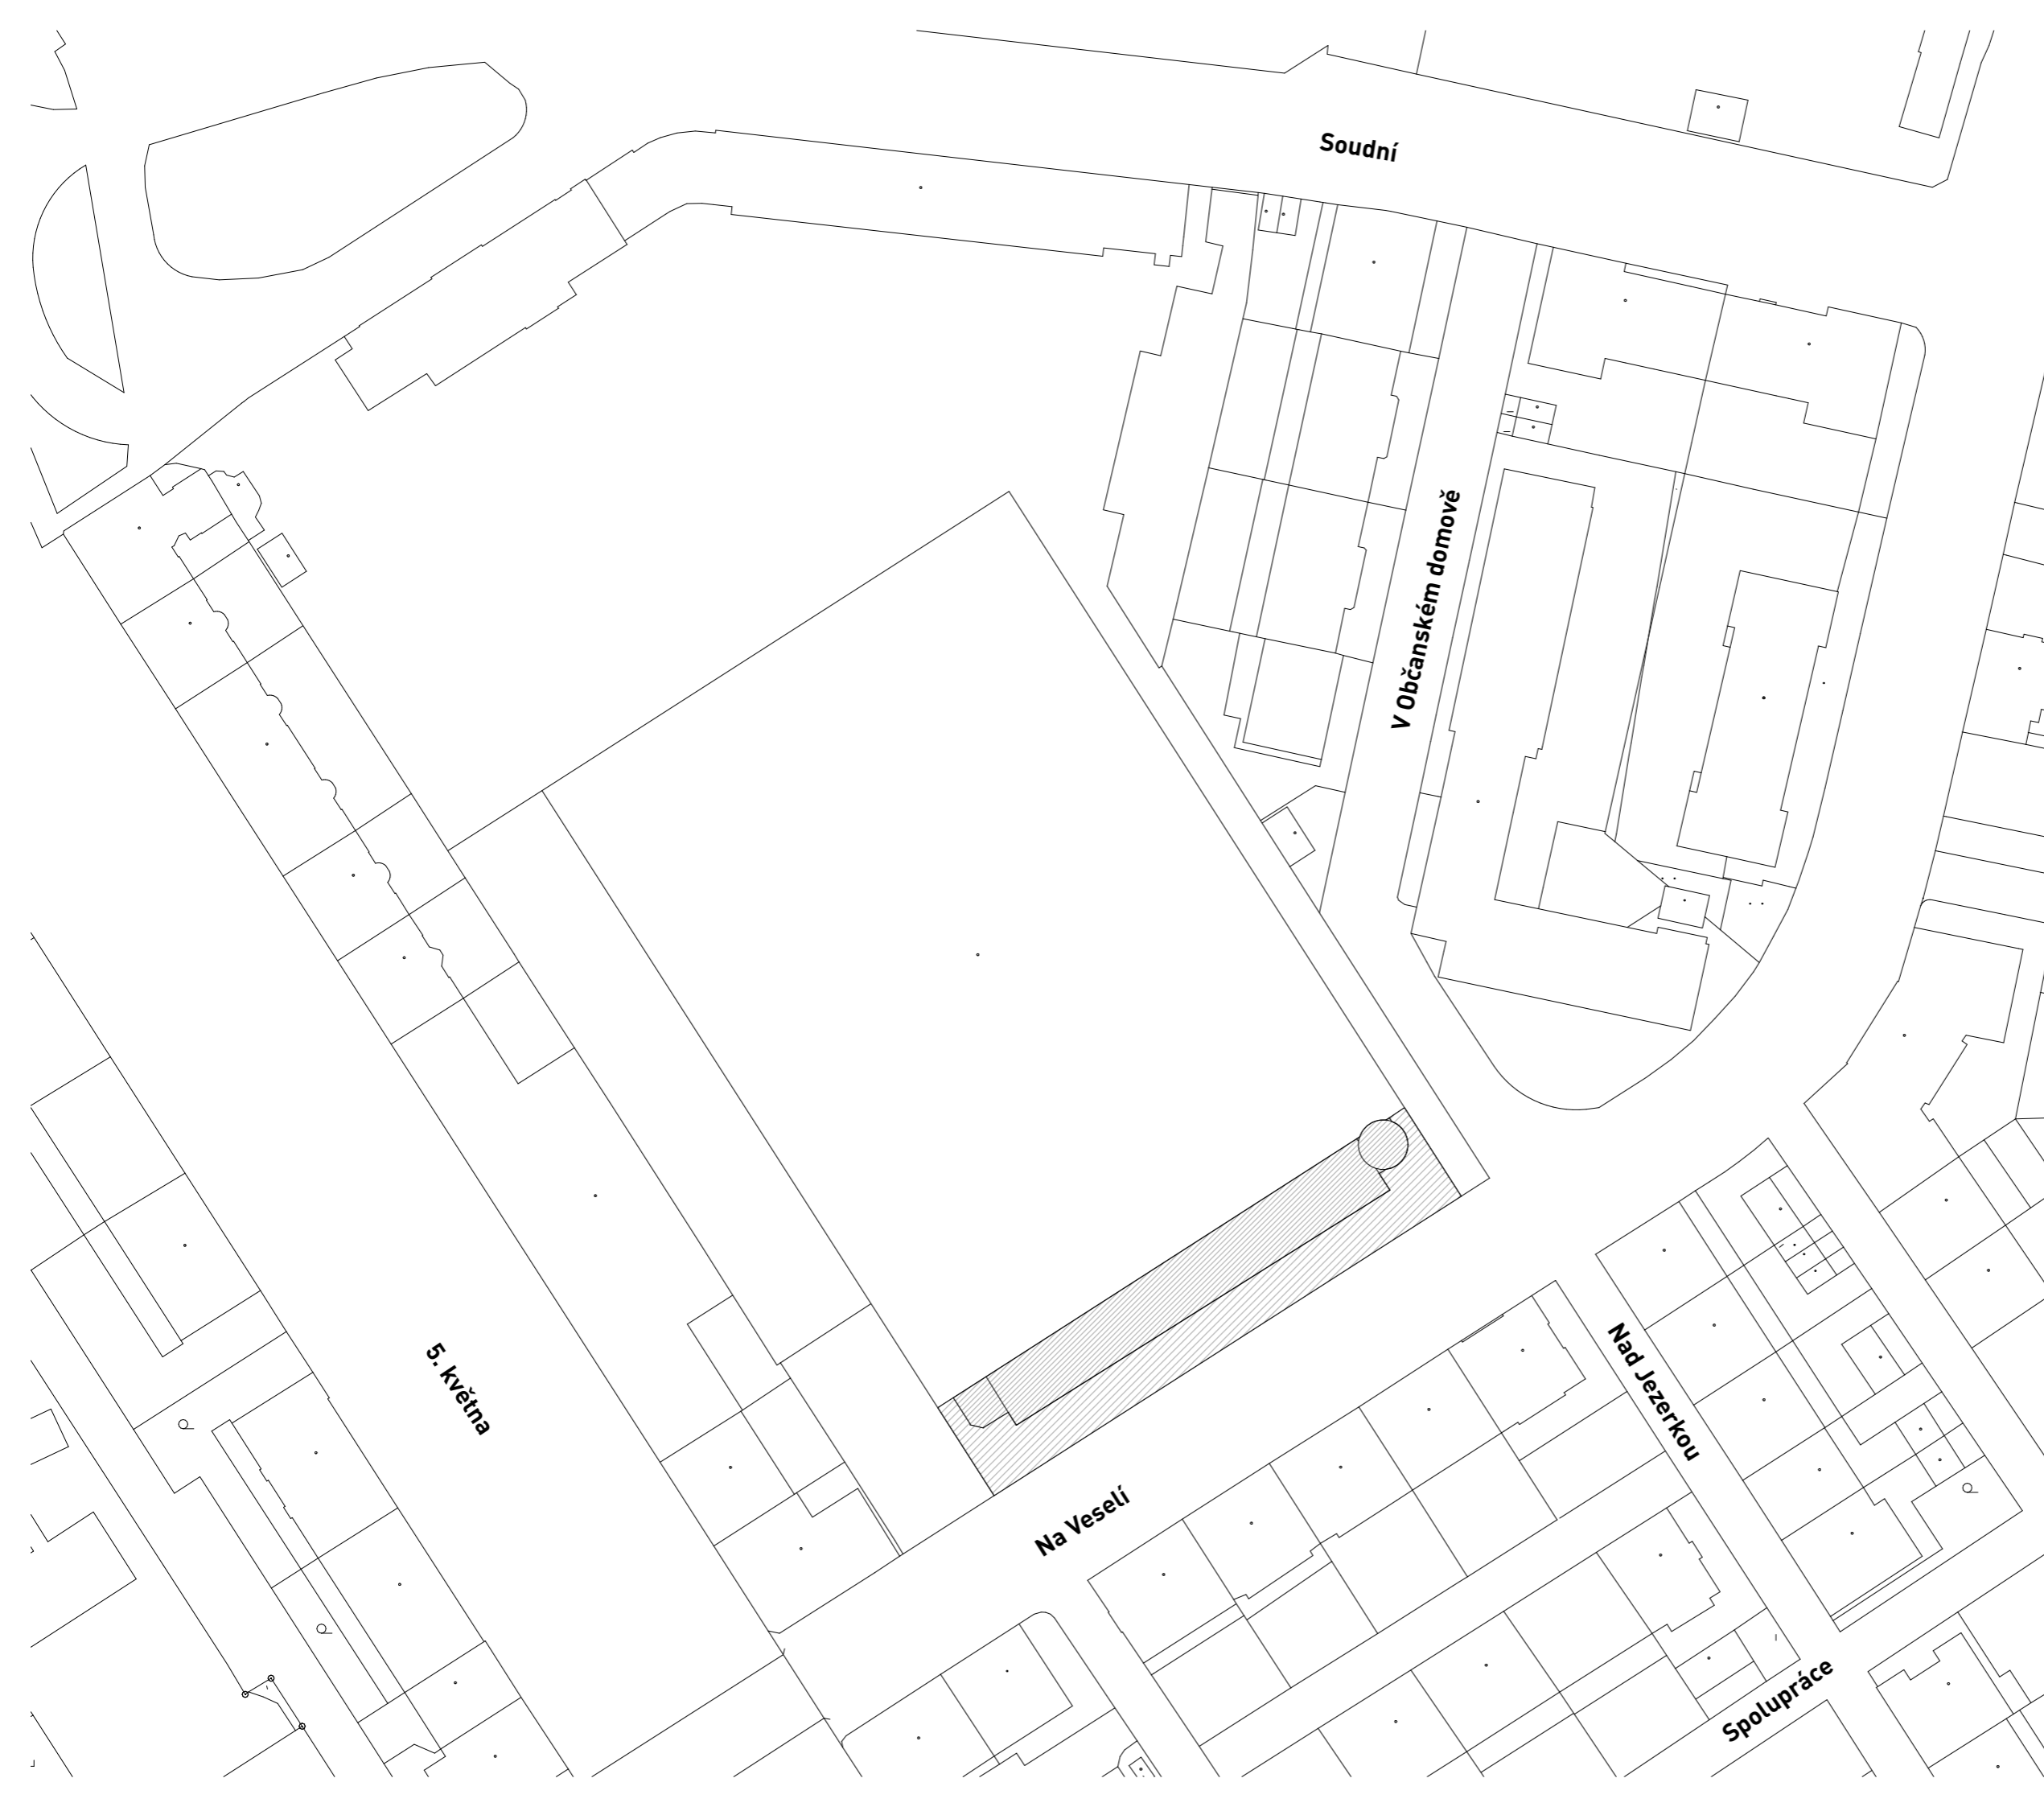 Soudní
V Občanském domově
5. května
Nad Jezerkou
Na Veselí
Spolupráce